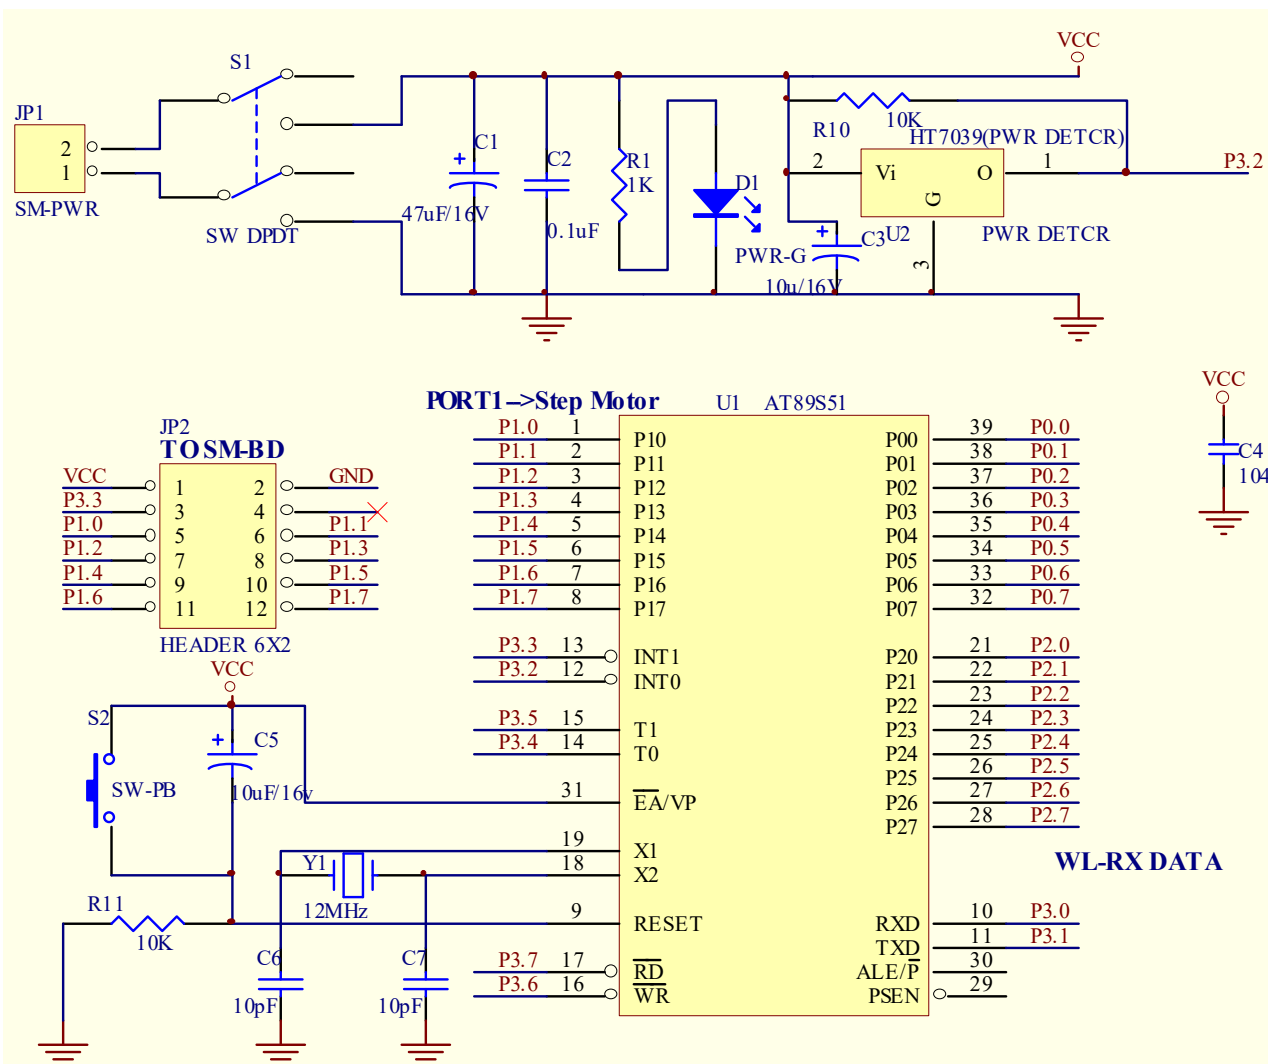 VCC
S1
JP1
2
1
SM-PWR
SW DPDT
C1
47uF/16V
C2
0.1uF
R1
1K
D1
PWR-G
R10
10K
HT7039(PWR DETCR)
2
Vi
O
1
G
3
U2
PWR DETCR
P3.2
C3
10u/16V
VCC
C4
104
PORT1-->Step Motor
U1 AT89S51
JP2
TOSM-BD
VCC 1 2 GND
P3.3 3 4
P1.0 5 6 P1.1
P1.2 7 8 P1.3
P1.4 9 10 P1.5
P1.6 11 12 P1.7
HEADER 6X2
P1.0 1 P10 P00 39 P0.0
P1.1 2 P11 P01 38 P0.1
P1.2 3 P12 P02 37 P0.2
P1.3 4 P13 P03 36 P0.3
P1.4 5 P14 P04 35 P0.4
P1.5 6 P15 P05 34 P0.5
P1.6 7 P16 P06 33 P0.6
P1.7 8 P17 P07 32 P0.7
P3.3 13 INT1 P20 21 P2.0
P3.2 12 INT0 P21 22 P2.1
P22 23 P2.2
P3.5 15 T1 P23 24 P2.3
P3.4 14 T0 P24 25 P2.4
P25 26 P2.5
31 EA/VP P26 27 P2.6
P27 28 P2.7
19 X1
18 X2
WL-RX DATA
9 RESET RXD 10 P3.0
TXD 11 P3.1
P3.7 17 RD ALE/P 30
P3.6 16 WR PSEN 29
VCC
S2
SW-PB
C5
10uF/16v
Y1
12MHz
R11
10K
C6
10pF
C7
10pF